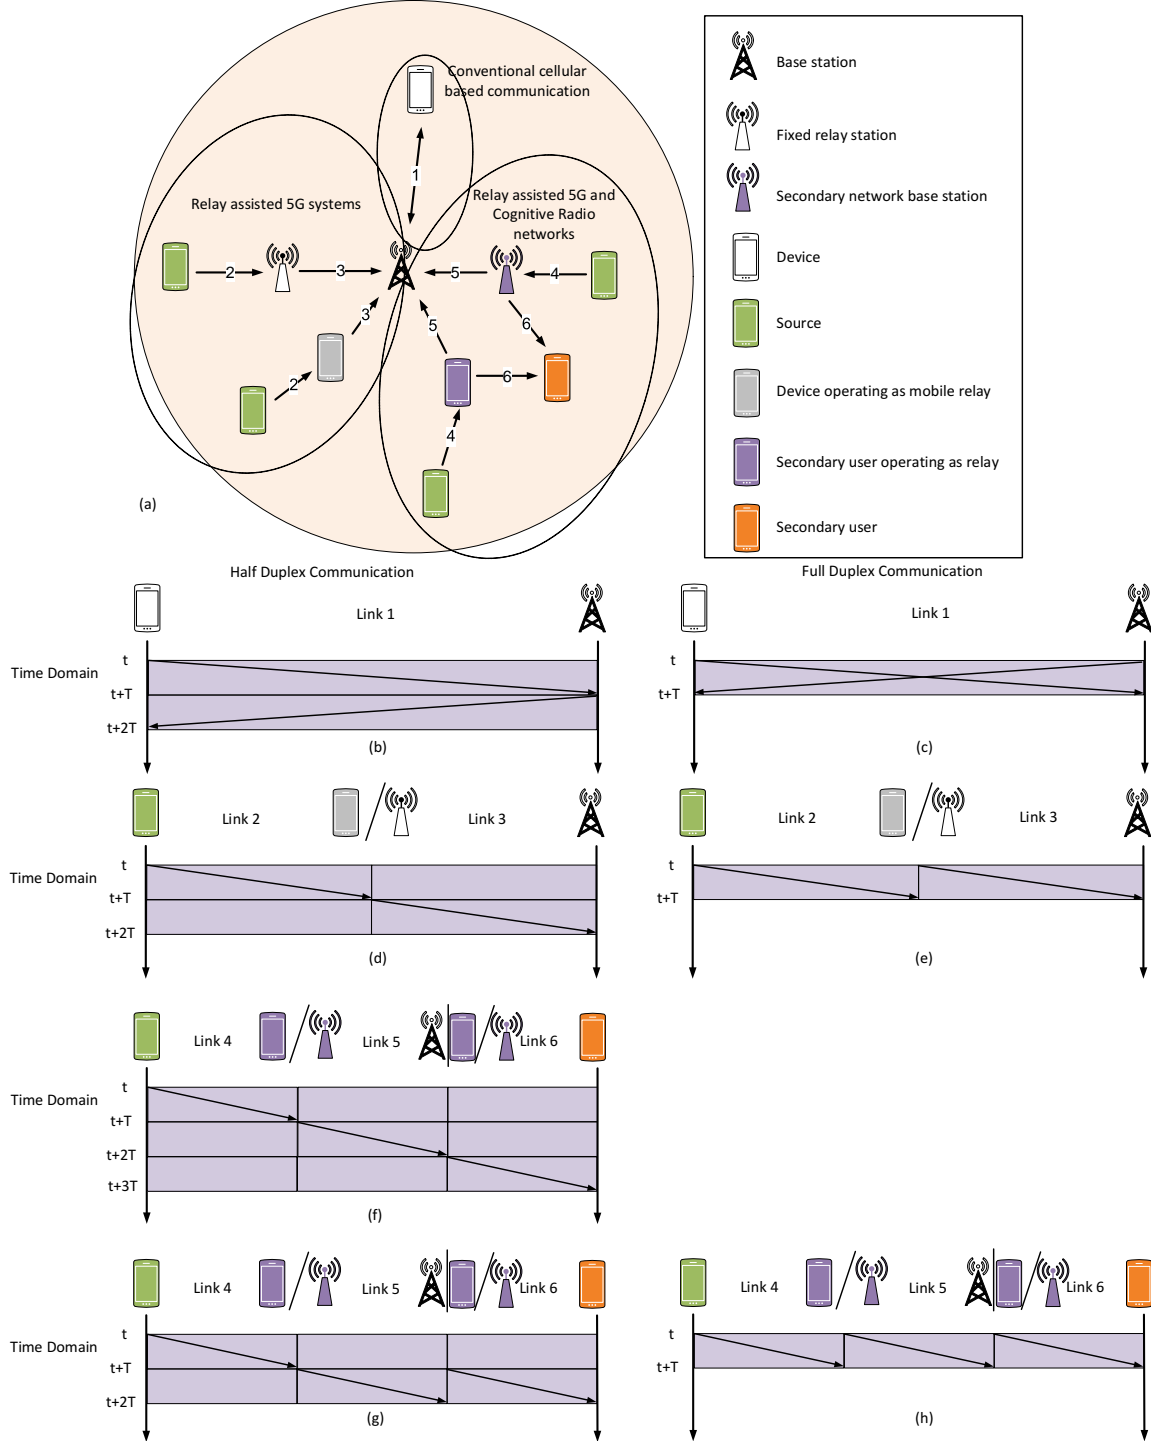 Conventional cellular
based communication
1
Relay assisted 5G systems
Relay assisted 5G and
Cognitive Radio
networks
2
3
5
4
3
5
6
2
6
4
(a)
Base station
Fixed relay station
Secondary network base station
Device
Source
Device operating as mobile relay
Secondary user operating as relay
Secondary user
Half Duplex Communication
Full Duplex Communication
Link 1
Time Domain
t
t+T
t+2T
(b)
Link 1
t
t+T
(c)
Link 2
Link 3
Time Domain
t
t+T
t+2T
(d)
Link 2
Link 3
t
t+T
(e)
Link 4
Link 5
Link 6
Time Domain
t
t+T
t+2T
t+3T
(f)
Link 4
Link 5
Link 6
Time Domain
t
t+T
t+2T
(g)
Link 4
Link 5
Link 6
t
t+T
(h)